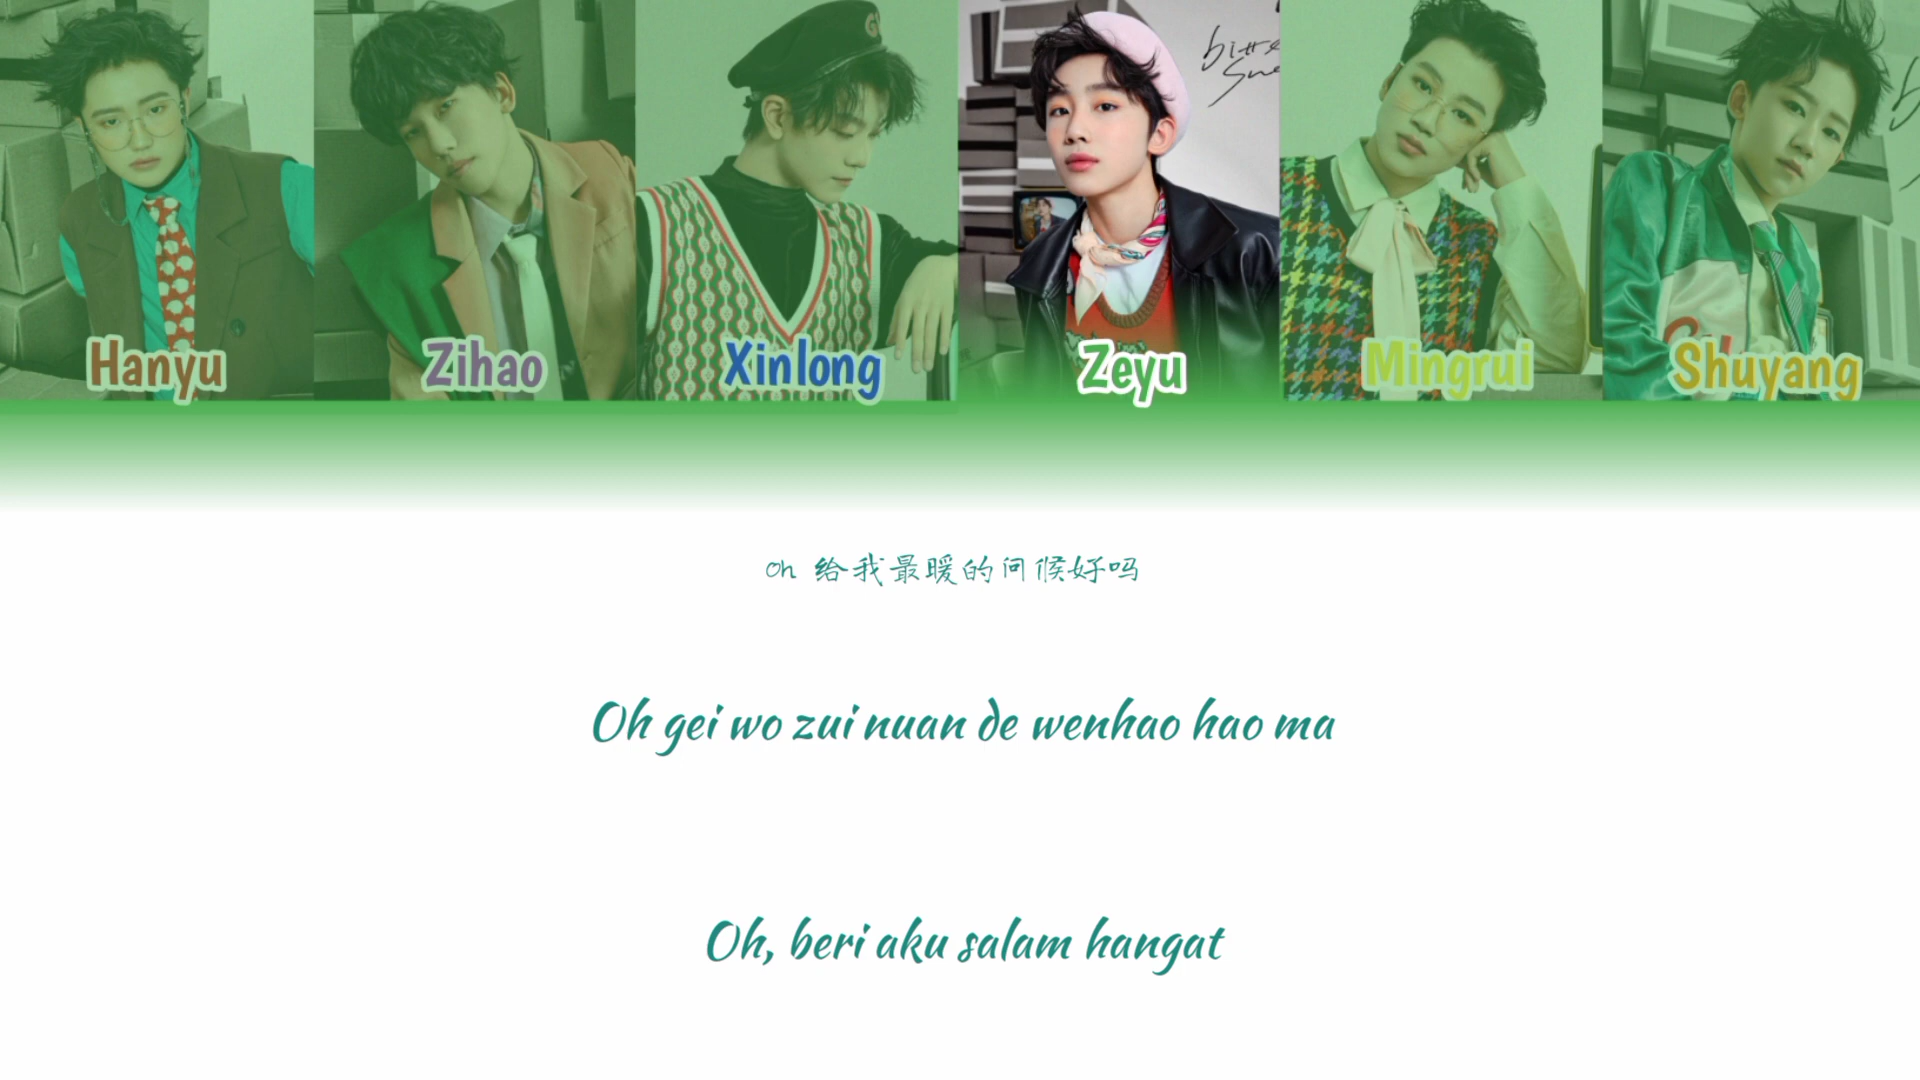 Hanyu
Zihao
Xinlong
Zeyu
Mingrui
Shuyang
oh 给我最暖的问候好吗
Oh gei wo zui nuan de wenhao hao ma
Oh, beri aku salam hangat